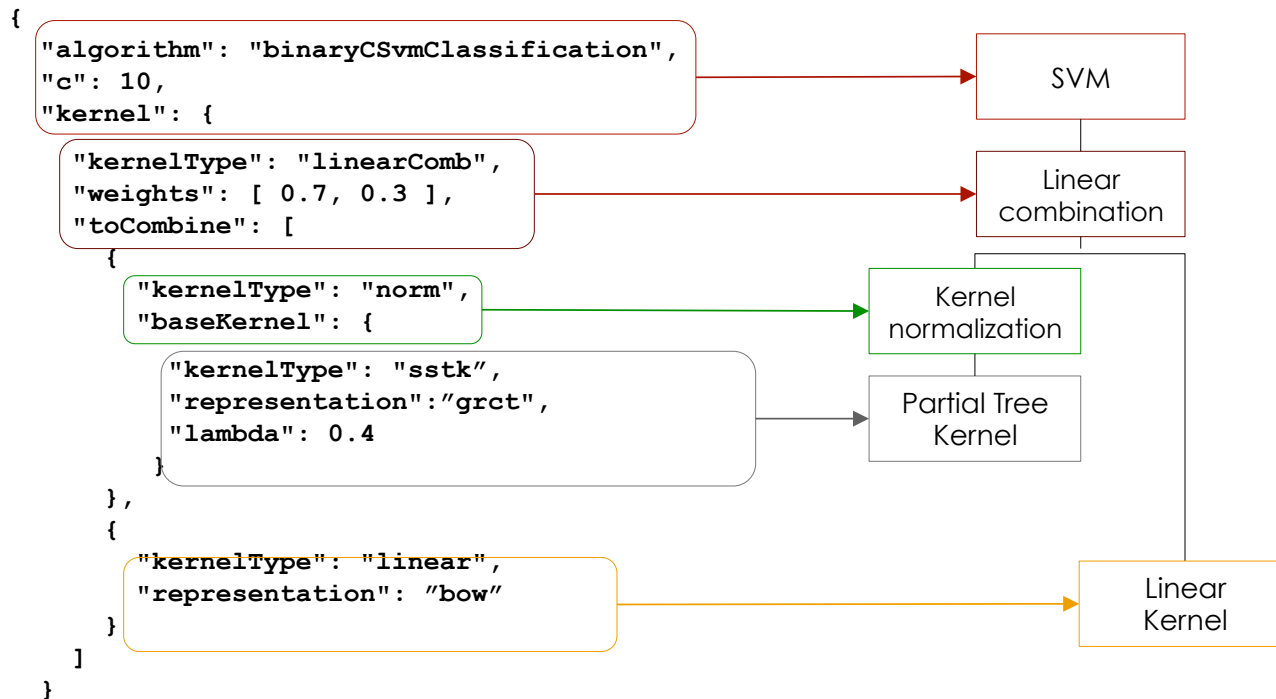 {
"algorithm": "binaryCSvmClassification",
"c": 10,
"kernel": {
"kernelType": "linearComb",
"weights": [ 0.7, 0.3 ],
"toCombine": [
{
"kernelType": "norm",
"baseKernel": {
"kernelType": "sstk”,
"representation":”grct",
"lambda": 0.4
}
},
{
"kernelType": "linear",
"representation": ”bow”
}
]
}
SVM
Linear
combination
Kernel
normalization
Partial Tree
Kernel
Linear
Kernel